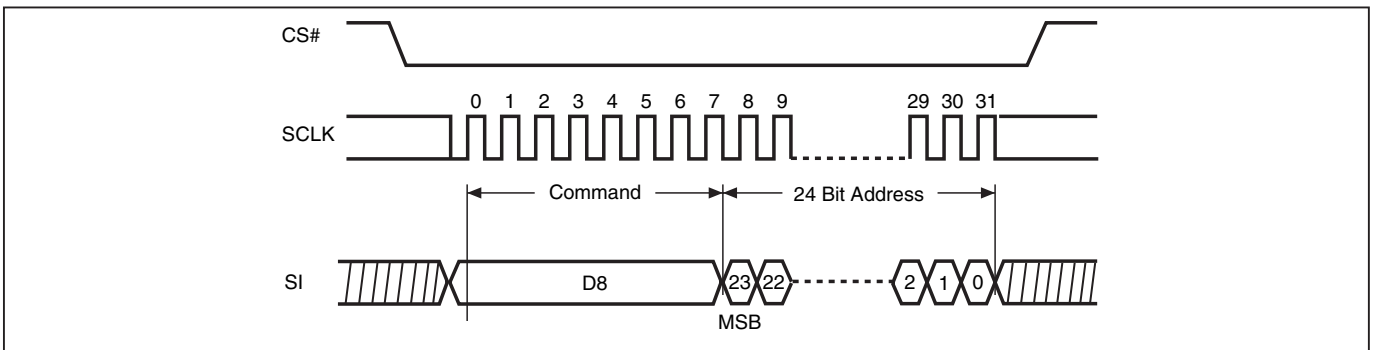 CS#
0 1 2 3 4 5 6 7 8 9 29 30 31
SCLK
Command 24 Bit Address
SI D8 23 22 2 1 0
MSB